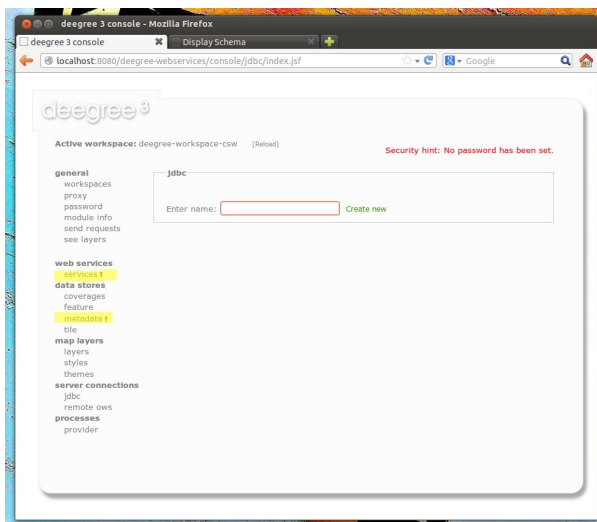 deegree 3 console - Mozilla Firefox
deegree 3 console
Display Schema
localhost:8080/deegree-webservices/console/jdbc/index.jsf
Google
deegree 3
Active workspace: deegree-workspace-csw [Reload]
Security hint: No password has been set.
general
workspaces
proxy
password
module info
send requests
see layers
web services
services !
data stores
coverages
feature
metadata !
tile
map layers
layers
styles
themes
server connections
jdbc
remote ows
processes
provider
jdbc
Enter name:
Create new